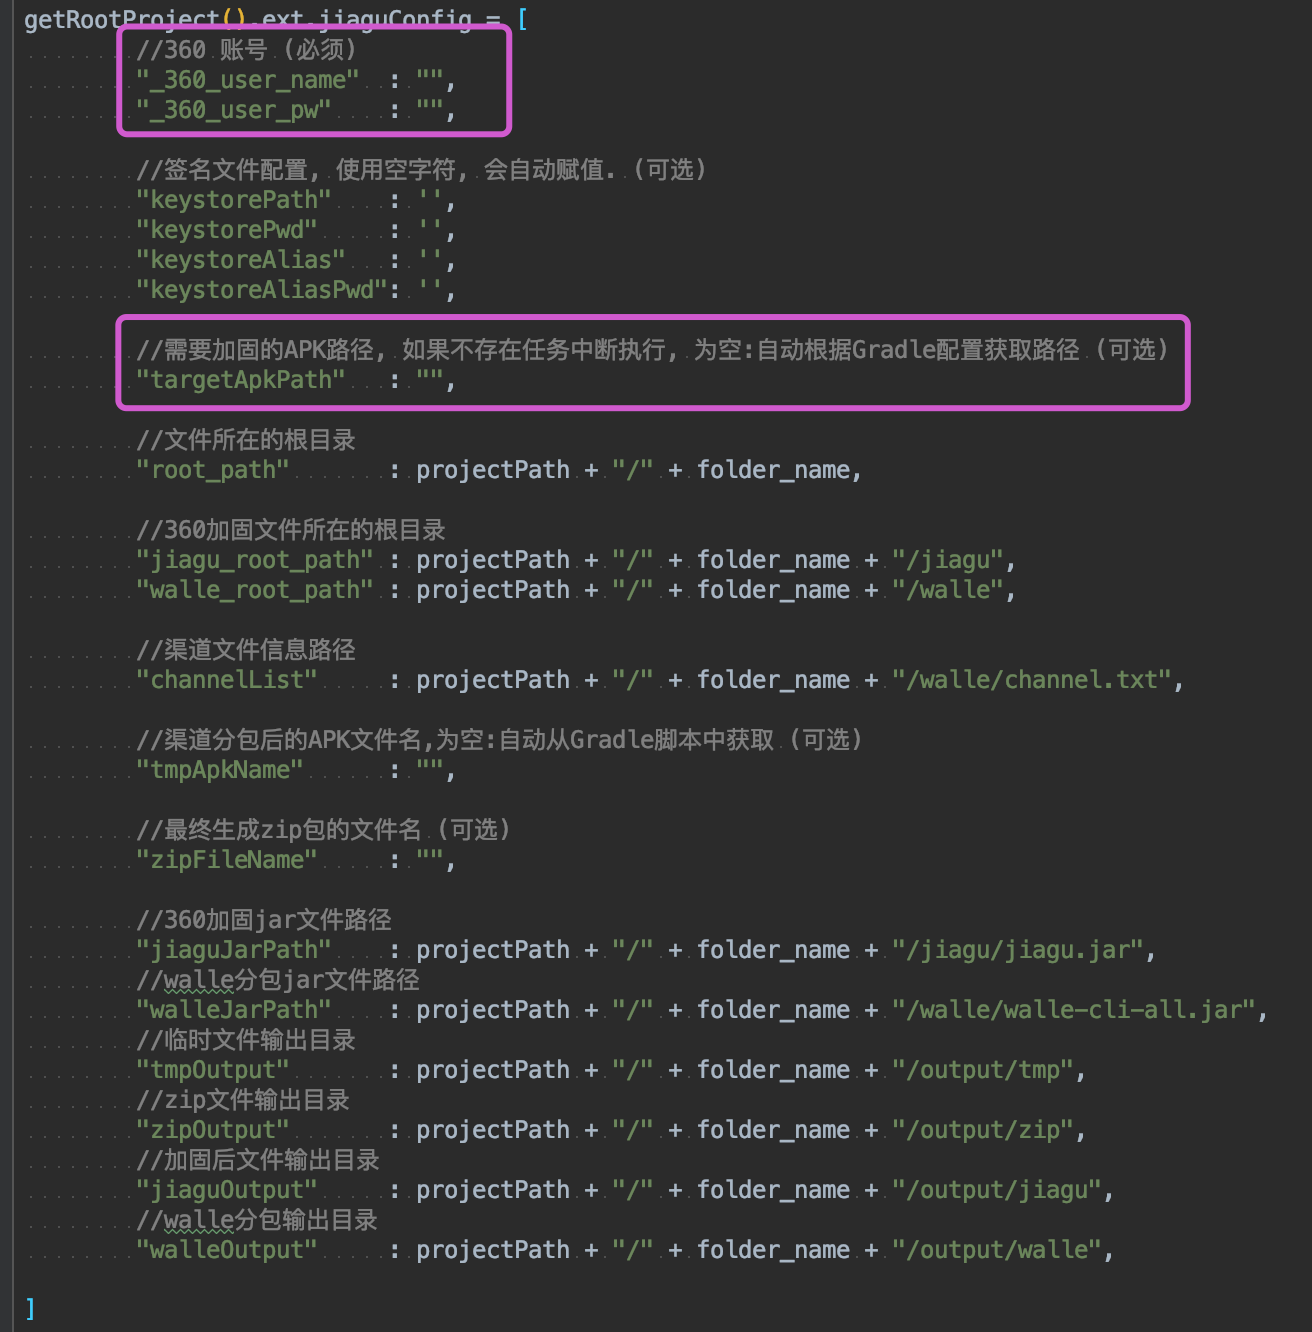 getRootProject().ext.jiaguConfig = [
//360 账号 (必须)
"_360_user_name" : "",
"_360_user_pw" : "",
//签名文件配置, 使用空字符, 会自动赋值. (可选)
"keystorePath" : '',
"keystorePwd" : '',
"keystoreAlias" : '',
"keystoreAliasPwd": '',
//需要加固的APK路径, 如果不存在任务中断执行, 为空:自动根据Gradle配置获取路径 (可选)
"targetApkPath" : "",
//文件所在的根目录
"root_path" : projectPath + "/" + folder_name,
//360加固文件所在的根目录
"jiagu_root_path" : projectPath + "/" + folder_name + "/jiagu",
"walle_root_path" : projectPath + "/" + folder_name + "/walle",
//渠道文件信息路径
"channelList" : projectPath + "/" + folder_name + "/walle/channel.txt",
//渠道分包后的APK文件名,为空:自动从Gradle脚本中获取 (可选)
"tmpApkName" : "",
//最终生成zip包的文件名 (可选)
"zipFileName" : "",
//360加固jar文件路径
"jiaguJarPath" : projectPath + "/" + folder_name + "/jiagu/jiagu.jar",
//walle分包jar文件路径
"walleJarPath" : projectPath + "/" + folder_name + "/walle/walle-cli-all.jar",
//临时文件输出目录
"tmpOutput" : projectPath + "/" + folder_name + "/output/tmp",
//zip文件输出目录
"zipOutput" : projectPath + "/" + folder_name + "/output/zip",
//加固后文件输出目录
"jiaguOutput" : projectPath + "/" + folder_name + "/output/jiagu",
//walle分包输出目录
"walleOutput" : projectPath + "/" + folder_name + "/output/walle",
]